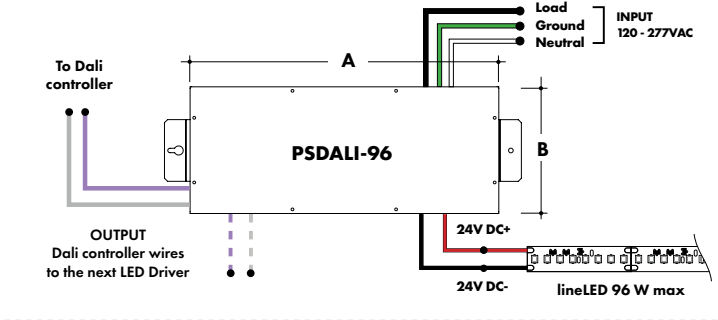 Load
Ground
Neutral
INPUT
120 - 277VAC
To Dali
controller
A
PSDALI-96
B
OUTPUT
Dali controller wires
to the next LED Driver
24V DC+
24V DC-
lineLED 96 W max